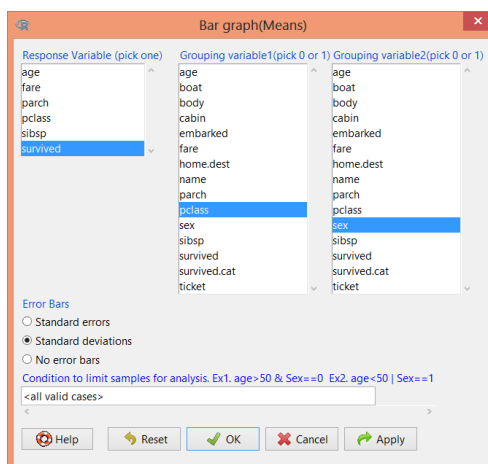 Bar graph(Means)
Response Variable (pick one)
age
fare
parch
pclass
sibsp
survived
Grouping variable1(pick 0 or 1)
age
boat
body
cabin
embarked
fare
home.dest
name
parch
pclass
sex
sibsp
survived
survived.cat
ticket
Grouping variable2(pick 0 or 1)
age
boat
body
cabin
embarked
fare
home.dest
name
parch
pclass
sex
sibsp
survived
survived.cat
ticket
Error Bars
Standard errors
Standard deviations
No error bars
Condition to limit samples for analysis. Ex1. age>50 & Sex==0 Ex2. age<50 | Sex==1
<all valid cases>
Help Reset OK Cancel Apply